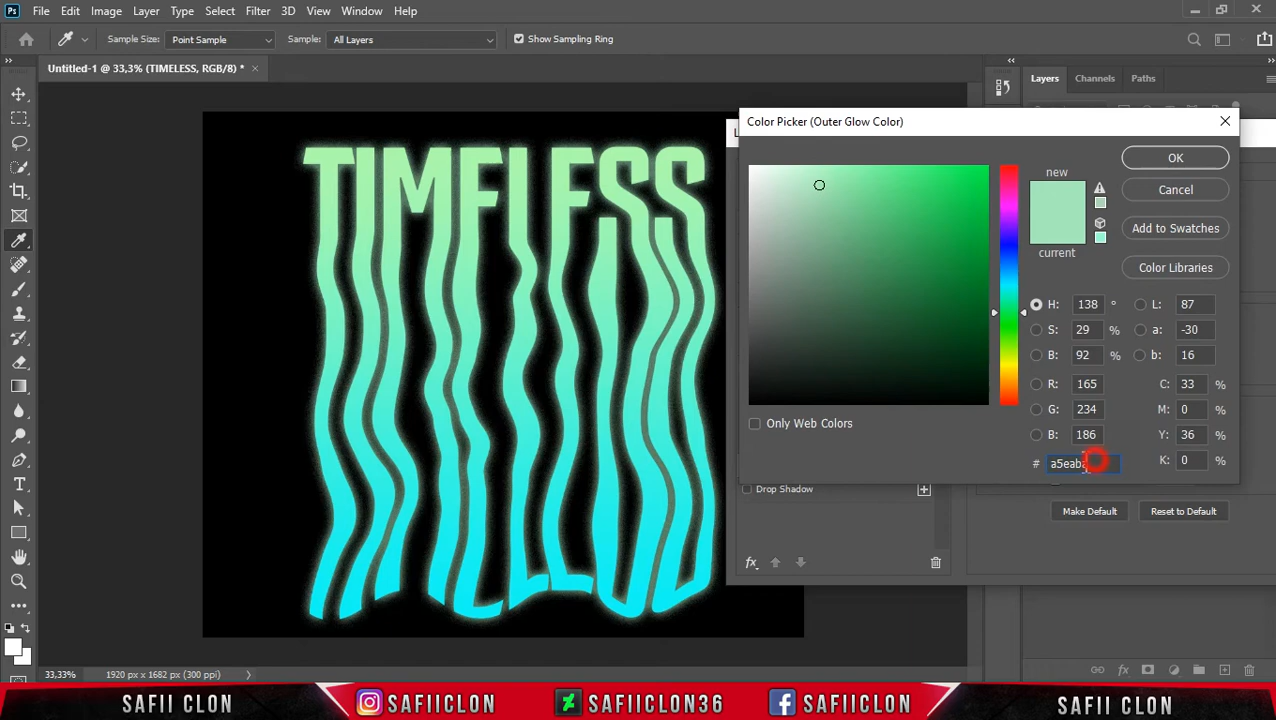 Ps File Edit Image Layer Type Select Filter 3D View Window Help
Sample Size: Point Sample Sample: All Layers Show Sampling Ring
Untitled-1 @ 33,3% (TIMELESS, RGB/8) *
Layers Channels Paths
TIMELESS
Color Picker (Outer Glow Color)
OK
new
Cancel
Add to Swatches
current
Color Libraries
H: 138 ° L: 87
S: 29 % a: -30
B: 92 % b: 16
R: 165 C: 33 %
G: 234 M: 0 %
B: 186 Y: 36 %
# a5eaba K: 0 %
Only Web Colors
Drop Shadow
Make Default Reset to Default
fx
33,33% 1920 px x 1682 px (300 ppi)
fx
SAFII CLON SAFIICLON SAFIICLON36 SAFIICLON SAFII CLON